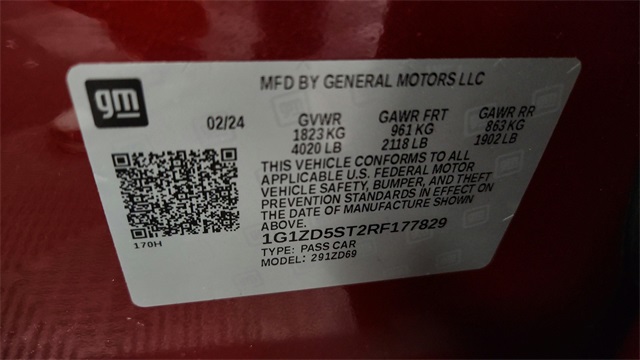 gm
MFD BY GENERAL MOTORS LLC
02/24
GVWR GAWR FRT GAWR RR
1823 KG 961 KG 863 KG
4020 LB 2118 LB 1902 LB
THIS VEHICLE CONFORMS TO ALL
APPLICABLE U.S. FEDERAL MOTOR
VEHICLE SAFETY, BUMPER, AND THEFT
PREVENTION STANDARDS IN EFFECT ON
THE DATE OF MANUFACTURE SHOWN
ABOVE.
170H
1G1ZD5ST2RF177829
TYPE: PASS CAR
MODEL: 291ZD69